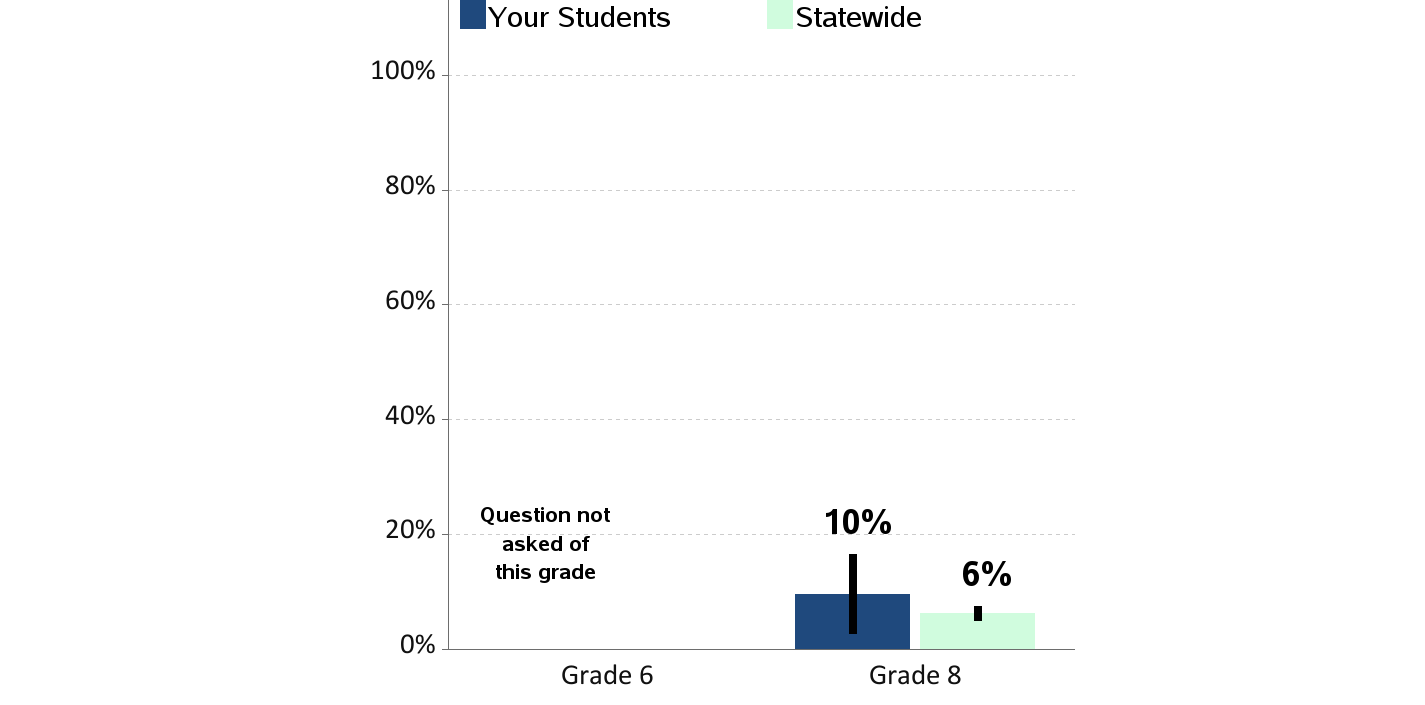 Your Students Statewide
100%
80%
60%
40%
20%
0%
Question not
asked of
this grade
10%
6%
Grade 6 Grade 8